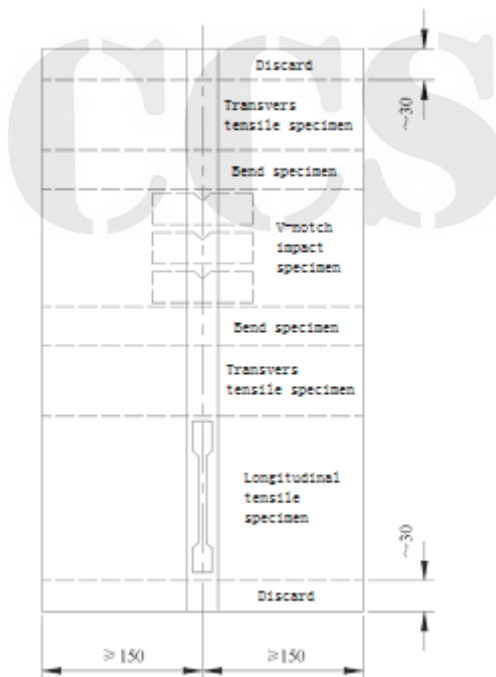 CCS
Discard
~30
Transvers
tensile specimen
Bend specimen
V-notch
impact
specimen
Bend specimen
Transvers
tensile specimen
Longitudinal
tensile
specimen
~30
Discard
≥150
≥150